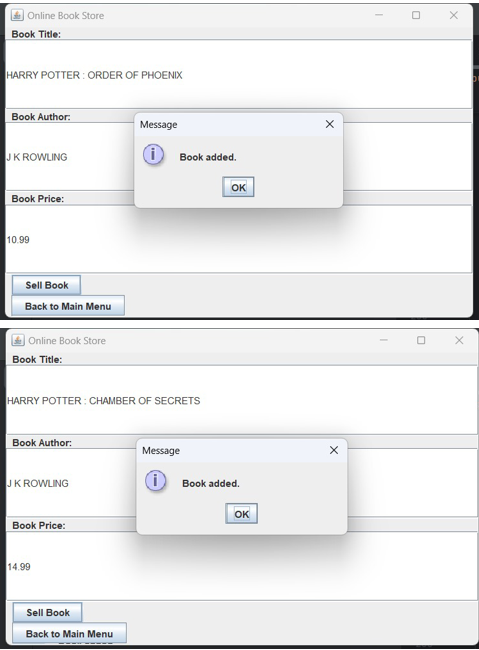 Online Book Store
Book Title:
HARRY POTTER : ORDER OF PHOENIX
Book Author:
J K ROWLING
Message
Book added.
OK
Book Price:
10.99
Sell Book
Back to Main Menu
Online Book Store
Book Title:
HARRY POTTER : CHAMBER OF SECRETS
Book Author:
J K ROWLING
Message
Book added.
OK
Book Price:
14.99
Sell Book
Back to Main Menu